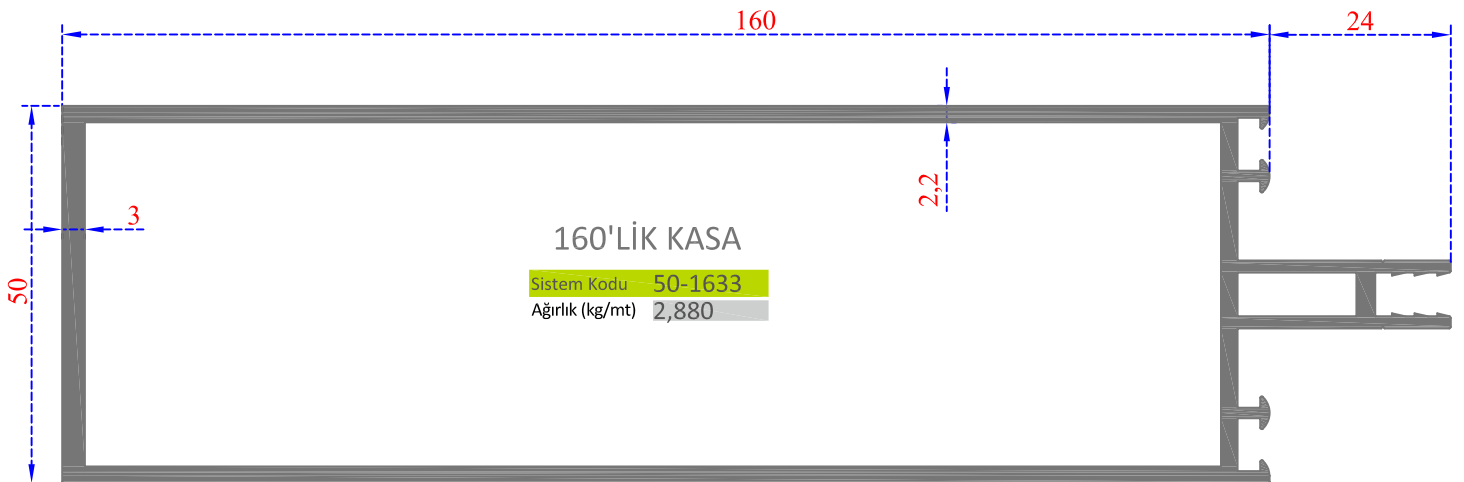 160
24
2,2
3
50
160'LİK KASA
Sistem Kodu 50-1633
Ağırlık (kg/mt) 2,880